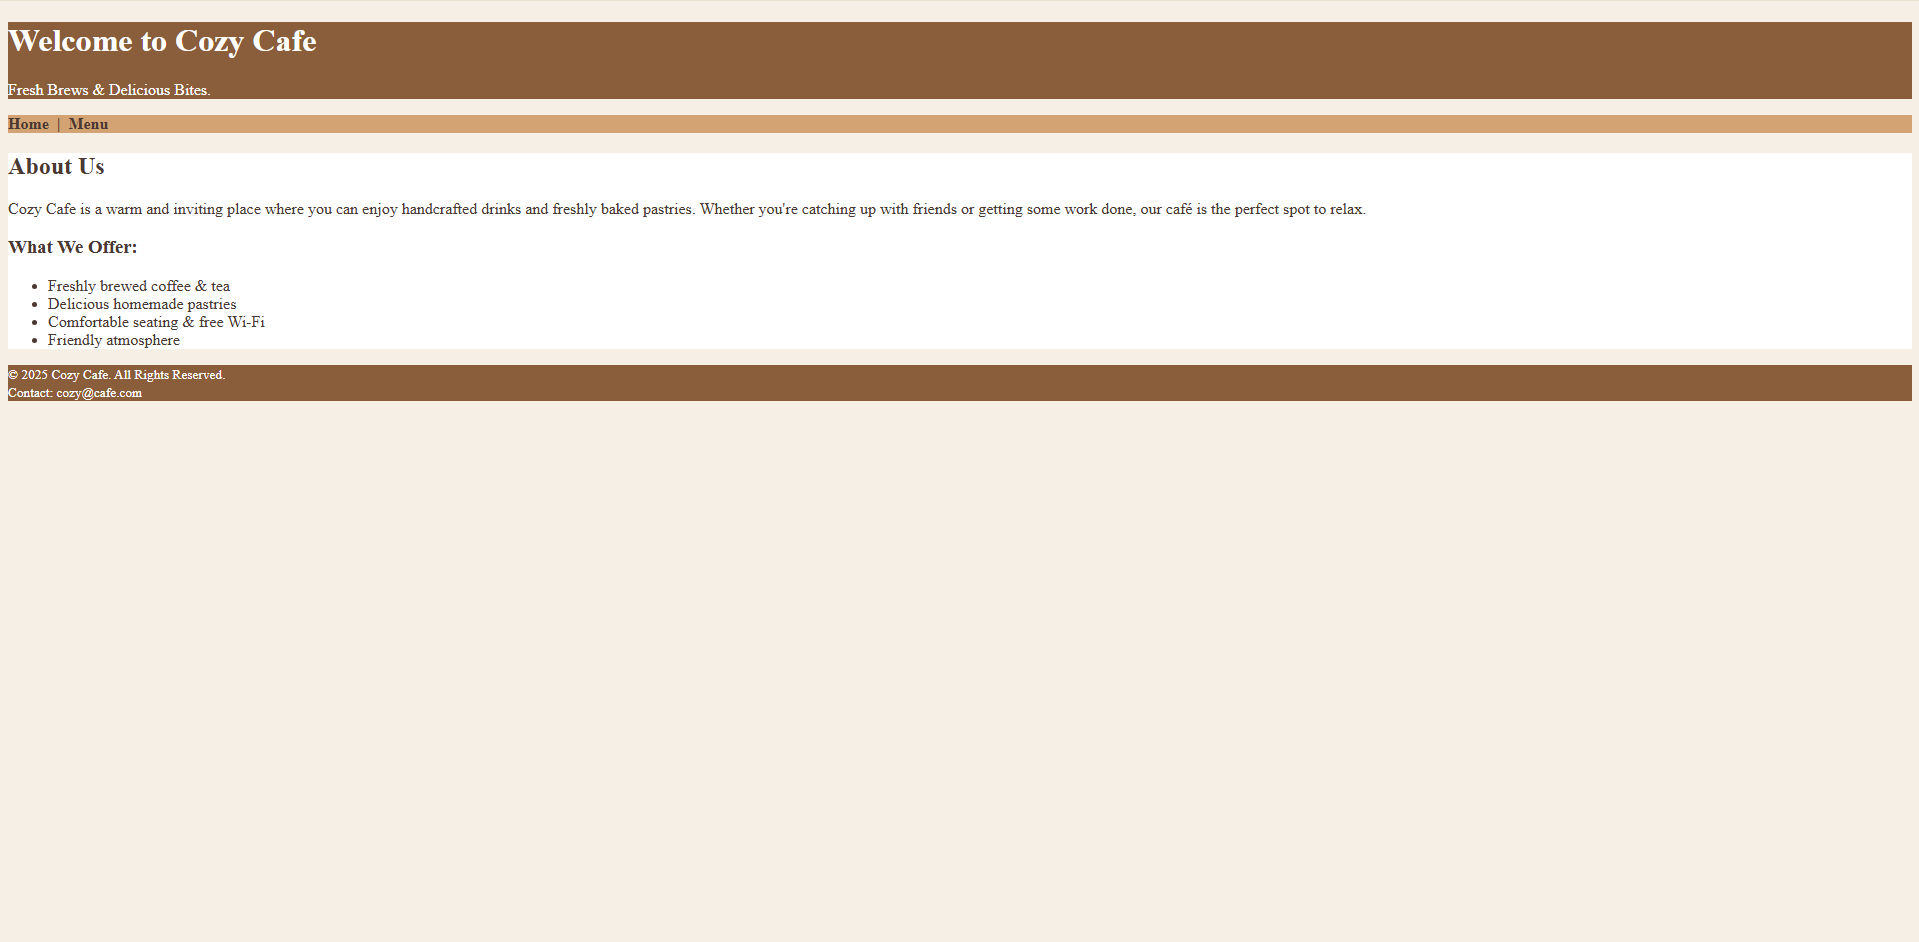 Welcome to Cozy Cafe
Fresh Brews & Delicious Bites.
Home | Menu
About Us
Cozy Cafe is a warm and inviting place where you can enjoy handcrafted drinks and freshly baked pastries. Whether you're catching up with friends or getting some work done, our café is the perfect spot to relax.
What We Offer:
• Freshly brewed coffee & tea
• Delicious homemade pastries
• Comfortable seating & free Wi-Fi
• Friendly atmosphere
© 2025 Cozy Cafe. All Rights Reserved.
Contact: cozy@cafe.com